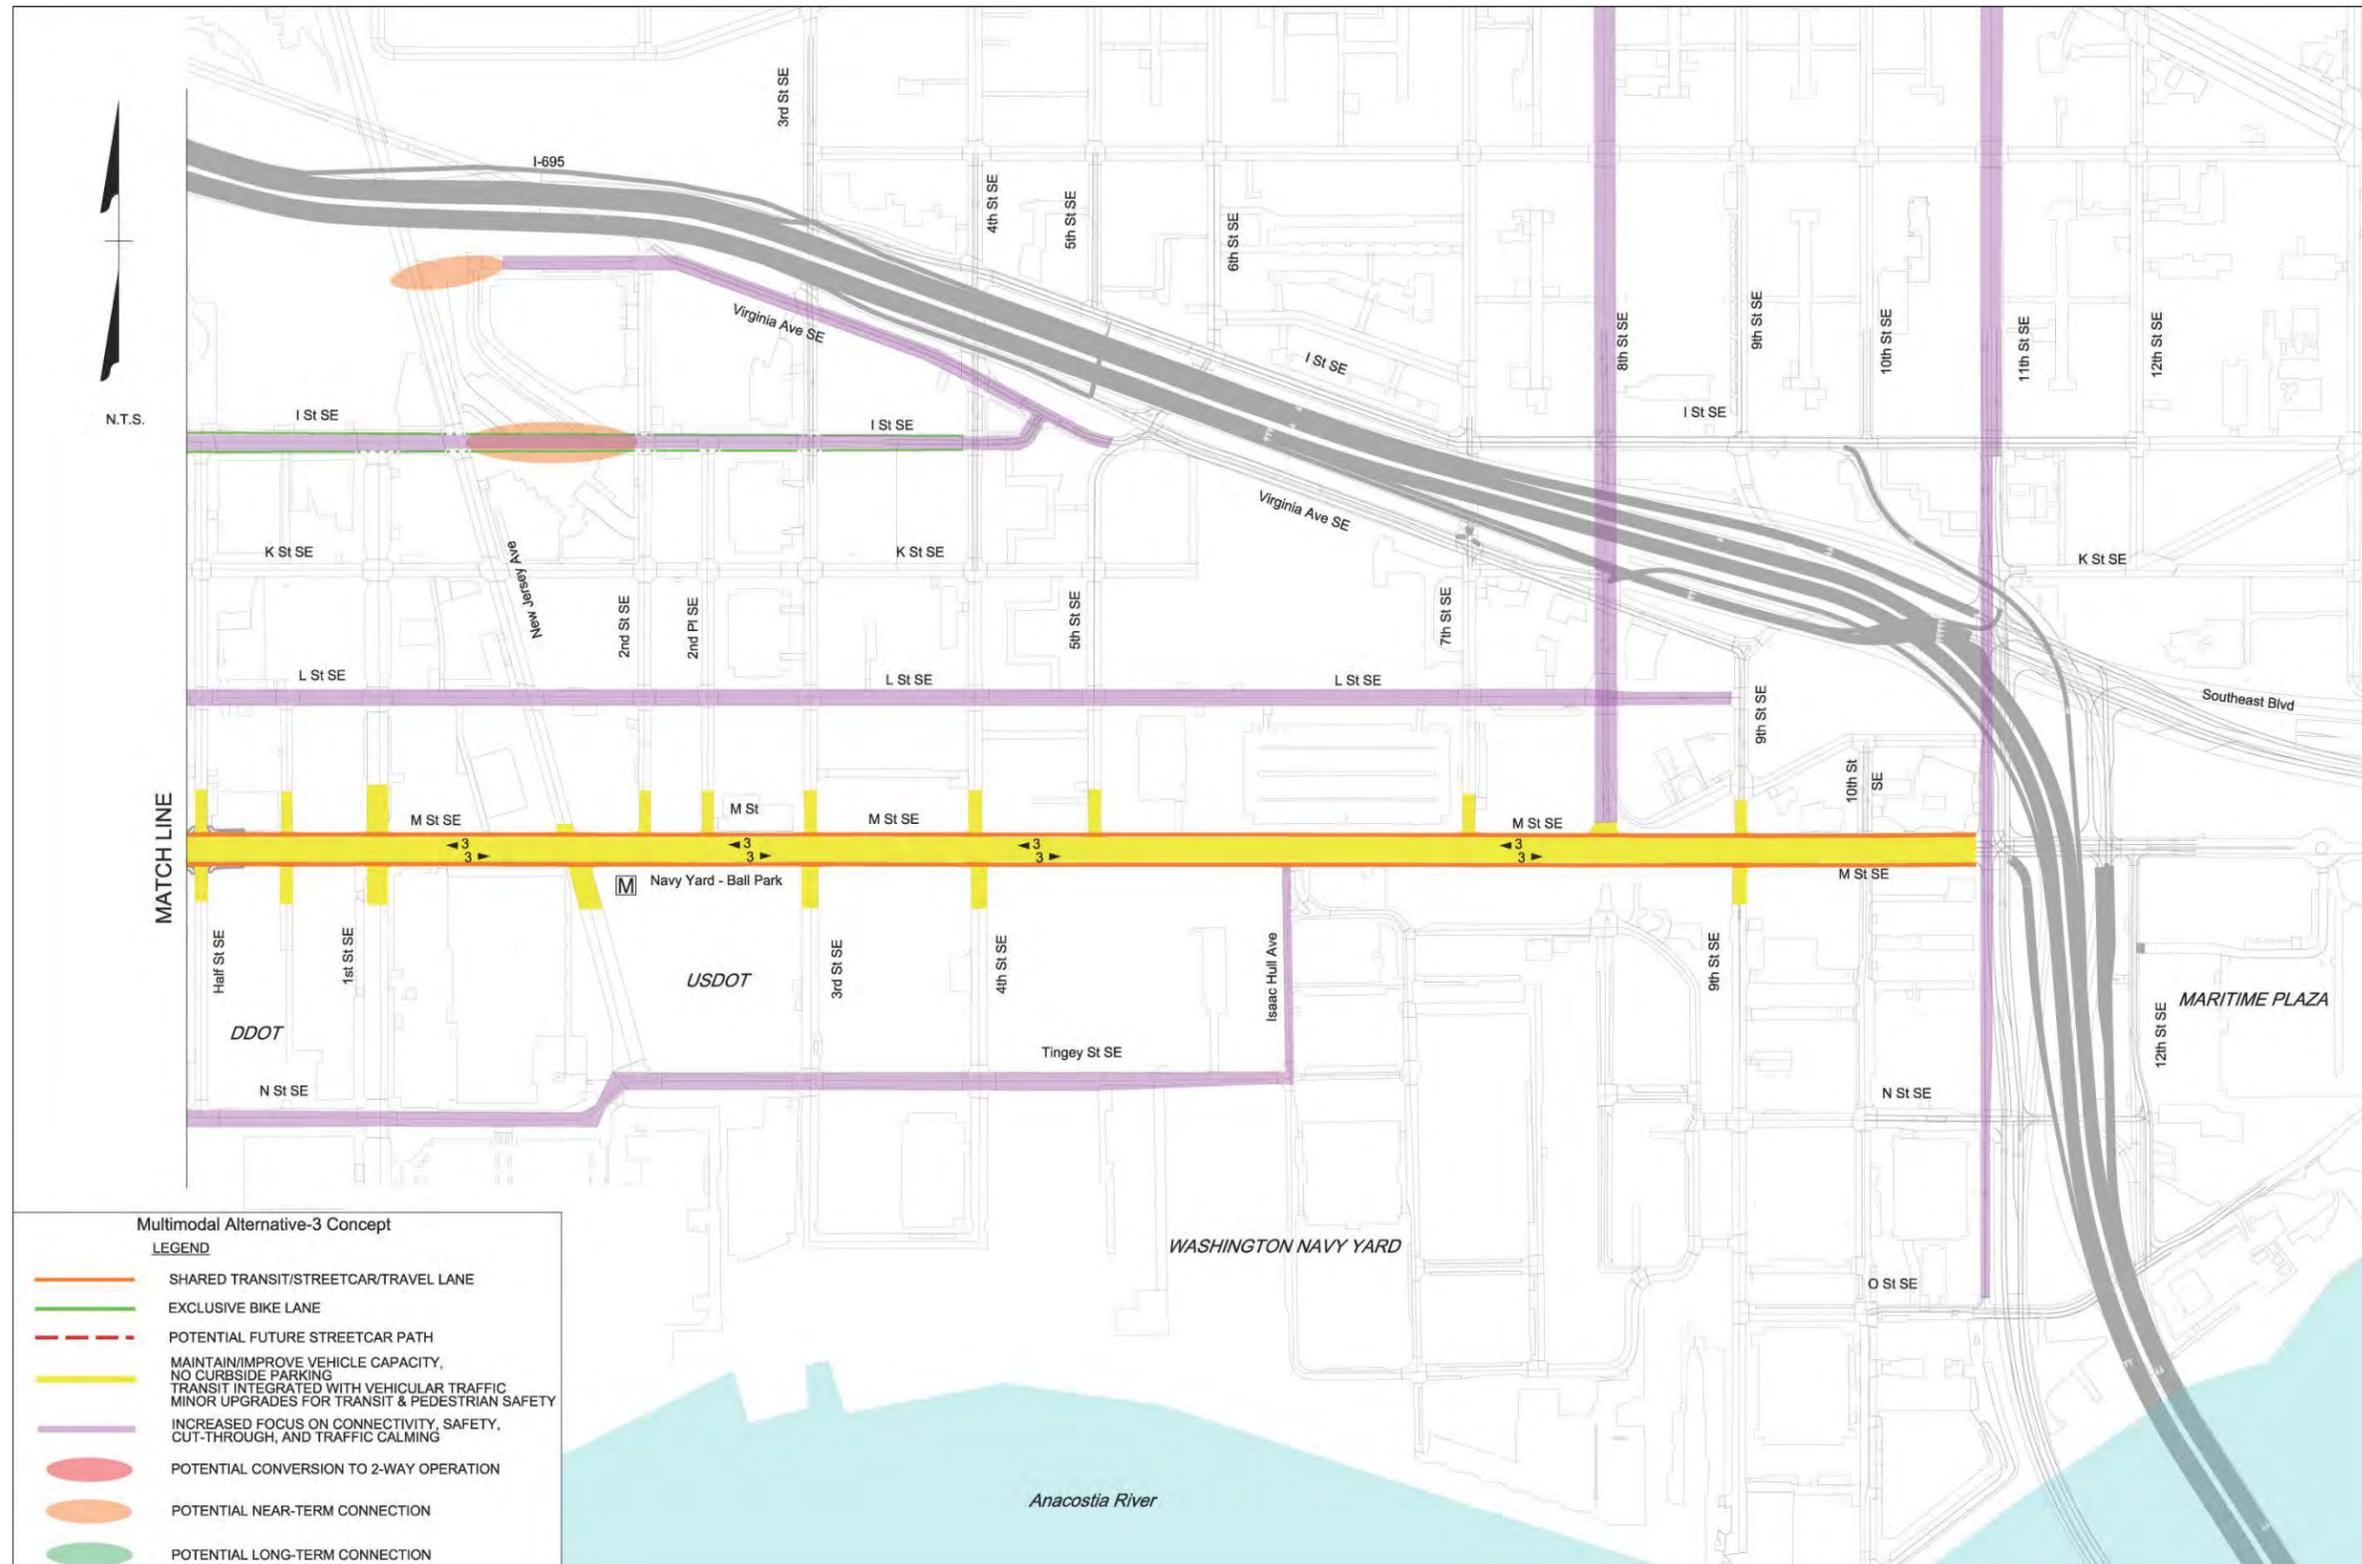 3rd St SE
I-695
4th St SE
5th St SE
6th St SE
Virginia Ave SE
I St SE
8th St SE
9th St SE
10th St SE
11th St SE
12th St SE
N.T.S.
I St SE
I St SE
I St SE
Virginia Ave SE
K St SE
New Jersey Ave
K St SE
K St SE
2nd St SE
2nd Pl SE
5th St SE
7th St SE
L St SE
L St SE
L St SE
9th St SE
Southeast Blvd
10th St
SE
MATCH LINE
M St SE
M St
M St SE
M St SE
3
3
3
3
3
3
3
3
M
Navy Yard - Ball Park
M St SE
Half St SE
1st St SE
USDOT
3rd St SE
4th St SE
Isaac Hull Ave
9th St SE
12th St SE
MARITIME PLAZA
DDOT
Tingey St SE
N St SE
N St SE
WASHINGTON NAVY YARD
O St SE
Anacostia River
Multimodal Alternative-3 Concept
LEGEND
SHARED TRANSIT/STREETCAR/TRAVEL LANE
EXCLUSIVE BIKE LANE
POTENTIAL FUTURE STREETCAR PATH
MAINTAIN/IMPROVE VEHICLE CAPACITY,
NO CURBSIDE PARKING
TRANSIT INTEGRATED WITH VEHICULAR TRAFFIC
MINOR UPGRADES FOR TRANSIT & PEDESTRIAN SAFETY
INCREASED FOCUS ON CONNECTIVITY, SAFETY,
CUT-THROUGH, AND TRAFFIC CALMING
POTENTIAL CONVERSION TO 2-WAY OPERATION
POTENTIAL NEAR-TERM CONNECTION
POTENTIAL LONG-TERM CONNECTION